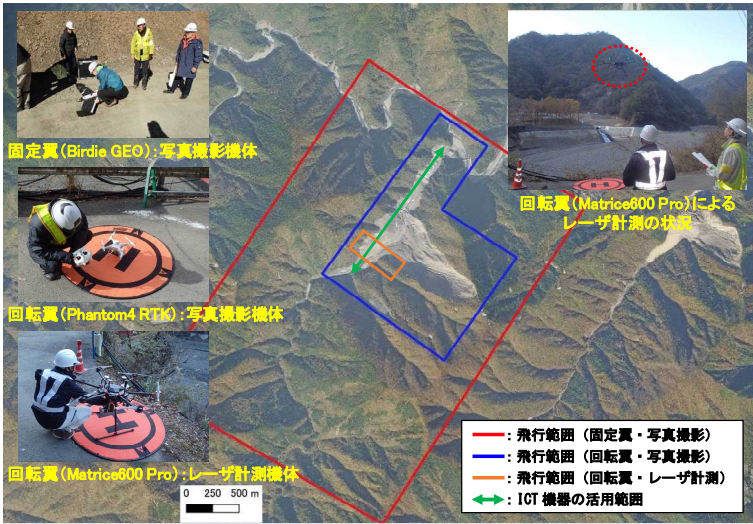 固定翼(Birdie GEO):写真撮影機体
回転翼(Matrice600 Pro)による
レーザ計測の状況
回転翼(Phantom4 RTK):写真撮影機体
回転翼(Matrice600 Pro):レーザ計測機体
0 250 500 m
:飛行範囲(固定翼・写真撮影)
:飛行範囲(回転翼・写真撮影)
:飛行範囲(回転翼・レーザ計測)
:ICT機器の活用範囲